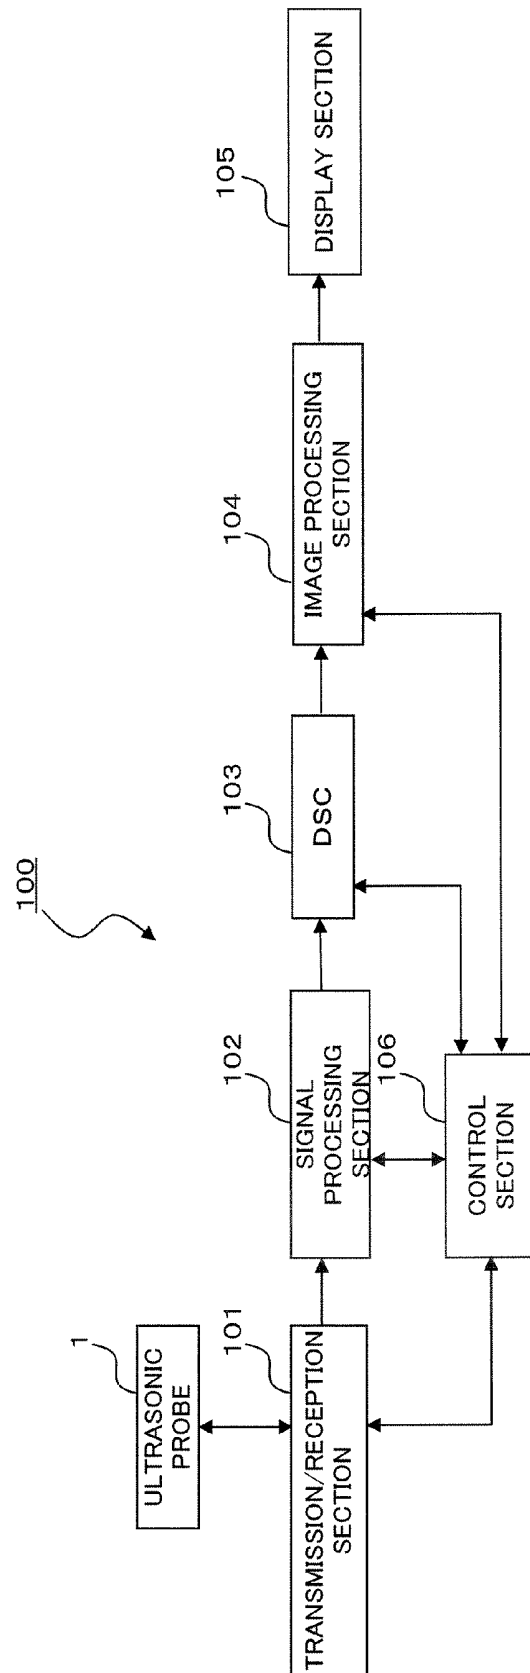 100
1
ULTRASONIC
PROBE
101
TRANSMISSION/RECEPTION
SECTION
102
SIGNAL
PROCESSING
SECTION
103
DSC
104
IMAGE PROCESSING
SECTION
105
DISPLAY SECTION
106
CONTROL
SECTION